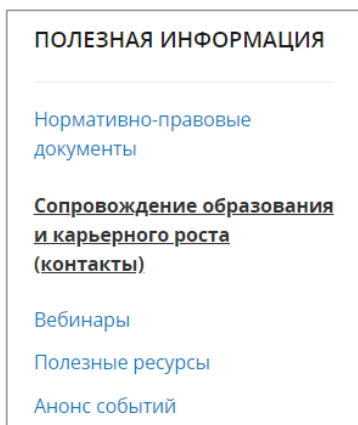 ПОЛЕЗНАЯ ИНФОРМАЦИЯ
Нормативно-правовые
документы
Сопровождение образования
и карьерного роста
(контакты)
Вебинары
Полезные ресурсы
Анонс событий